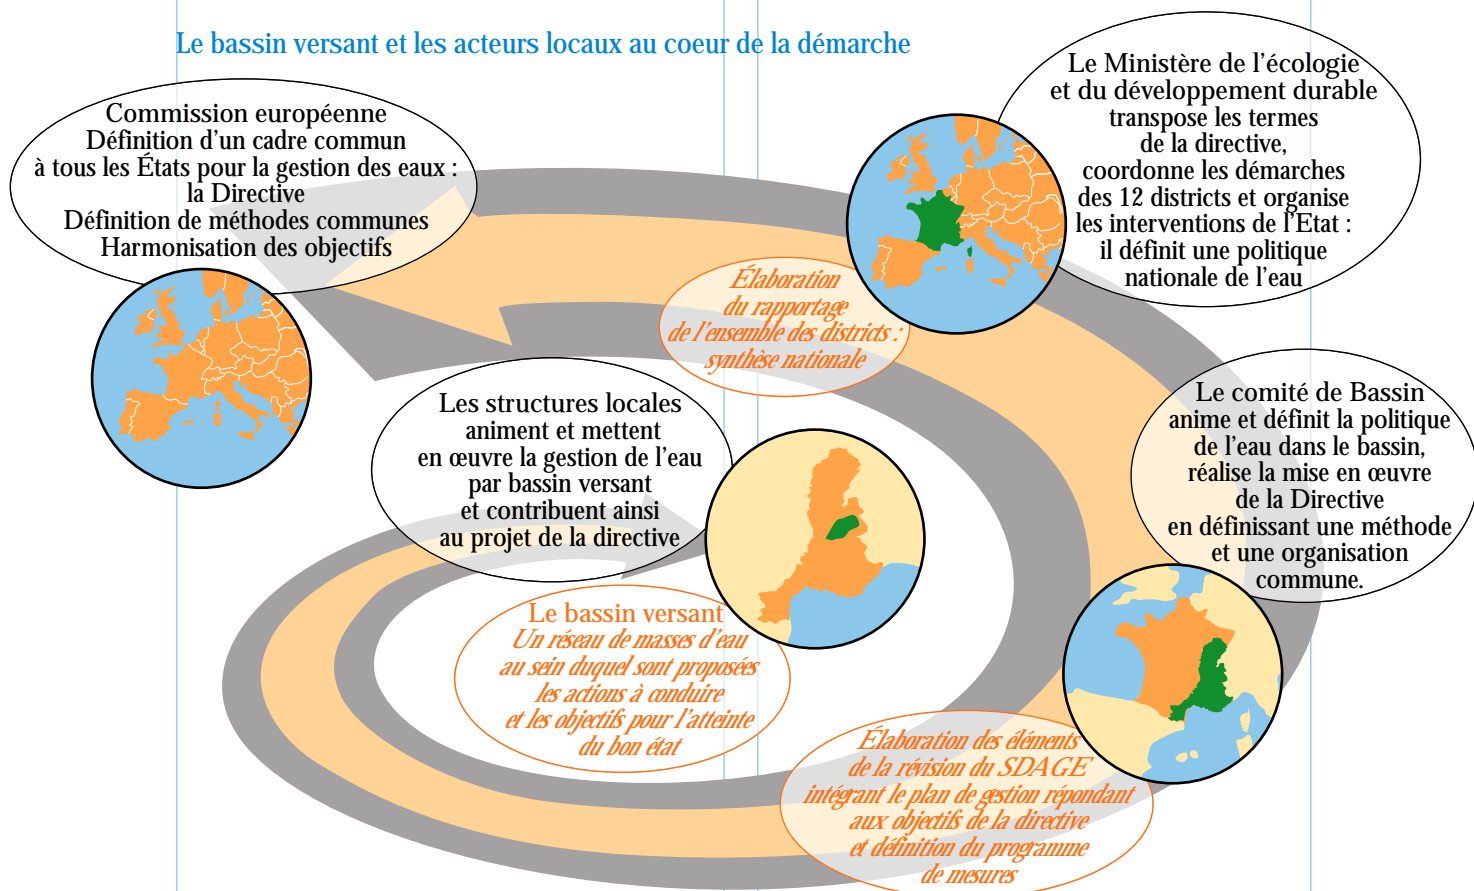 Le bassin versant et les acteurs locaux au coeur de la démarche
Commission européenne
Définition d'un cadre commun
à tous les États pour la gestion des eaux :
la Directive
Définition de méthodes communes
Harmonisation des objectifs
Le Ministère de l'écologie
et du développement durable
transpose les termes
de la directive,
coordonne les démarches
des 12 districts et organise
les interventions de l'Etat :
il définit une politique
nationale de l'eau
Élaboration
du rapportage
de l'ensemble des districts :
synthèse nationale
Le comité de Bassin
anime et définit la politique
de l'eau dans le bassin,
réalise la mise en œuvre
de la Directive
en définissant une méthode
et une organisation
commune.
Les structures locales
animent et mettent
en œuvre la gestion de l'eau
par bassin versant
et contribuent ainsi
au projet de la directive
Le bassin versant
Un réseau de masses d'eau
au sein duquel sont proposées
les actions à conduire
et les objectifs pour l'atteinte
du bon état
Élaboration des éléments
de la révision du SDAGE
intégrant le plan de gestion répondant
aux objectifs de la directive
et définition du programme
de mesures